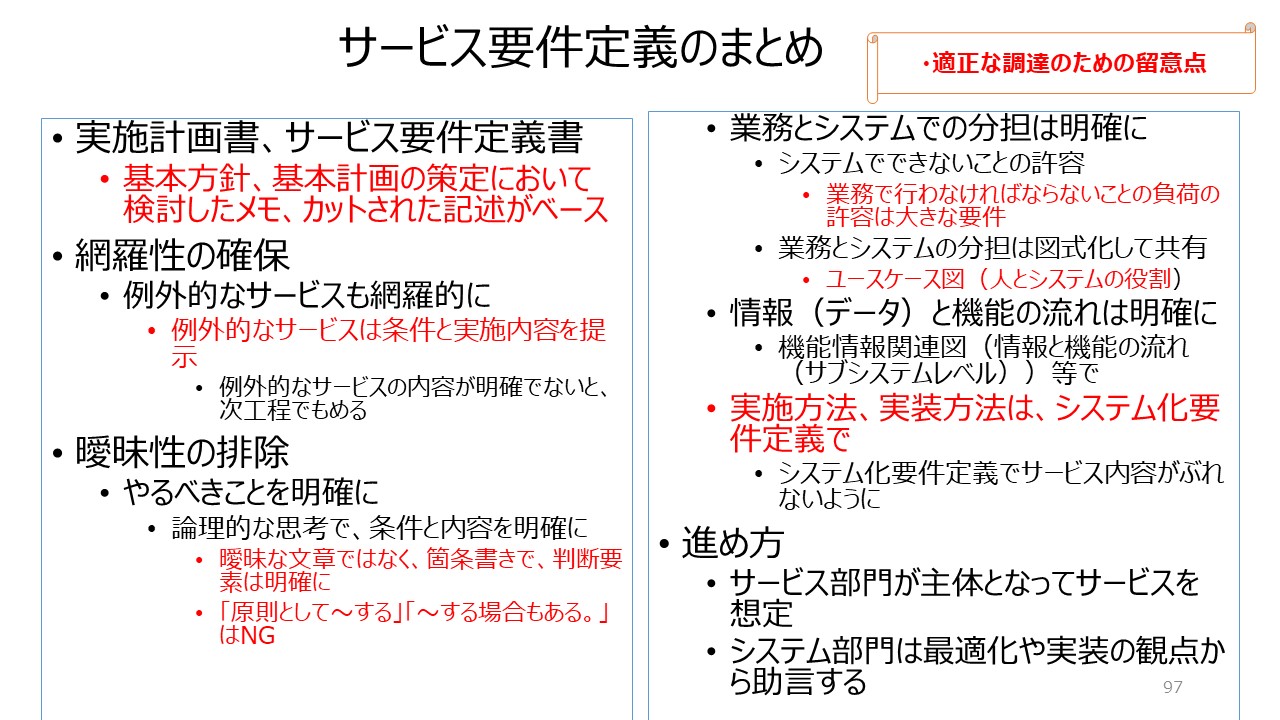 サービス要件定義のまとめ
・適正な調達のための留意点
• 実施計画書、サービス要件定義書
• 基本方針、基本計画の策定において
検討したメモ、カットされた記述がベース
• 網羅性の確保
• 例外的なサービスも網羅的に
• 例外的なサービスは条件と実施内容を提
示
• 例外的なサービスの内容が明確でないと、
次工程でもめる
• 曖昧性の排除
• やるべきことを明確に
• 論理的な思考で、条件と内容を明確に
• 曖昧な文章ではなく、箇条書きで、判断要
素は明確に
• 「原則として～する」「～する場合もある。」
はNG
• 業務とシステムでの分担は明確に
• システムでできないことの許容
• 業務で行わなければならないことの負荷の
許容は大きな要件
• 業務とシステムの分担は図式化して共有
• ユースケース図（人とシステムの役割）
• 情報（データ）と機能の流れは明確に
• 機能情報関連図（情報と機能の流れ
（サブシステムレベル））等で
• 実施方法、実装方法は、システム化要
件定義で
• システム化要件定義でサービス内容がぶれ
ないように
• 進め方
• サービス部門が主体となってサービスを
想定
• システム部門は最適化や実装の観点か
ら助言する
97